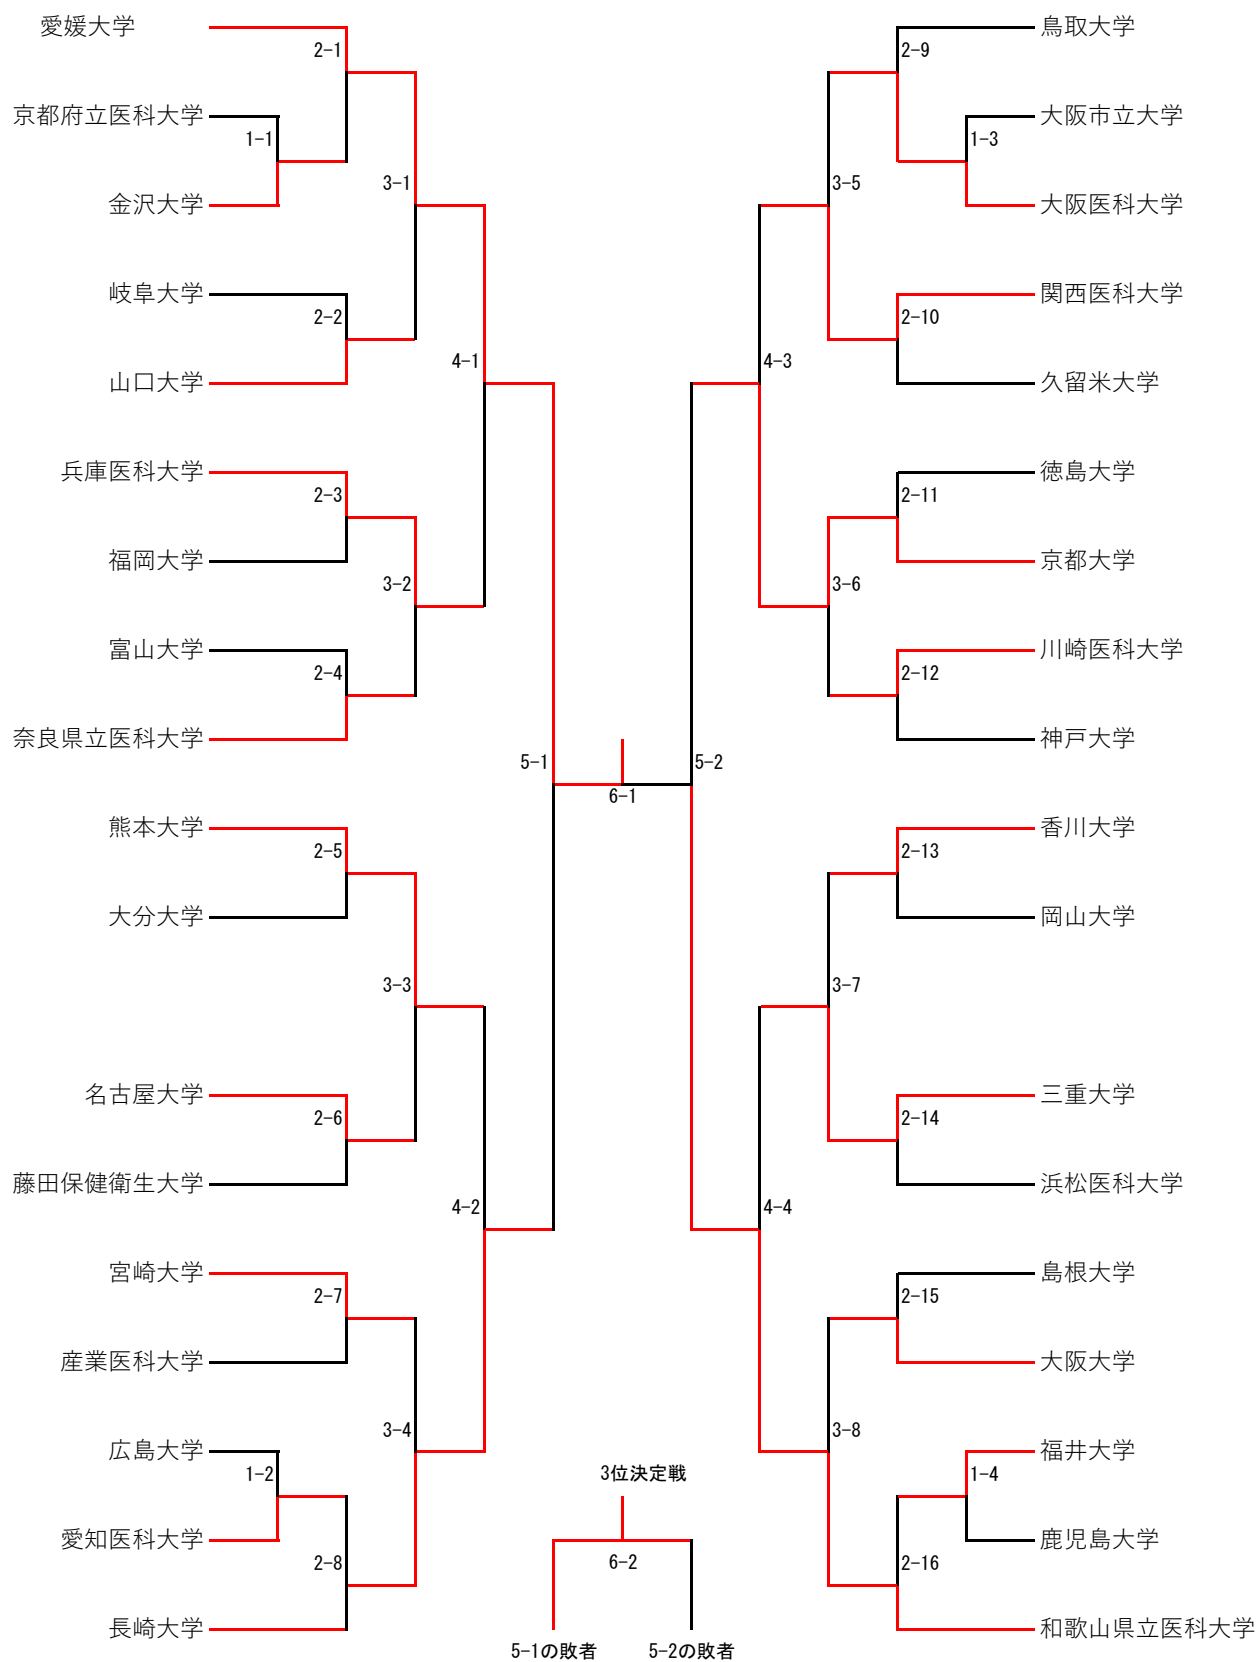 愛媛大学
2-1
京都府立医科大学
1-1
金沢大学
3-1
岐阜大学
2-2
山口大学
4-1
兵庫医科大学
2-3
福岡大学
3-2
富山大学
2-4
奈良県立医科大学
5-1
熊本大学
2-5
大分大学
3-3
名古屋大学
2-6
藤田保健衛生大学
4-2
宮崎大学
2-7
産業医科大学
3-4
広島大学
1-2
愛知医科大学
2-8
長崎大学
6-1
3位決定戦
6-2
5-1の敗者
5-2の敗者
鳥取大学
2-9
大阪市立大学
1-3
大阪医科大学
3-5
関西医科大学
2-10
久留米大学
4-3
徳島大学
2-11
京都大学
3-6
川崎医科大学
2-12
神戸大学
5-2
香川大学
2-13
岡山大学
3-7
三重大学
2-14
浜松医科大学
4-4
島根大学
2-15
大阪大学
3-8
福井大学
1-4
鹿児島大学
2-16
和歌山県立医科大学